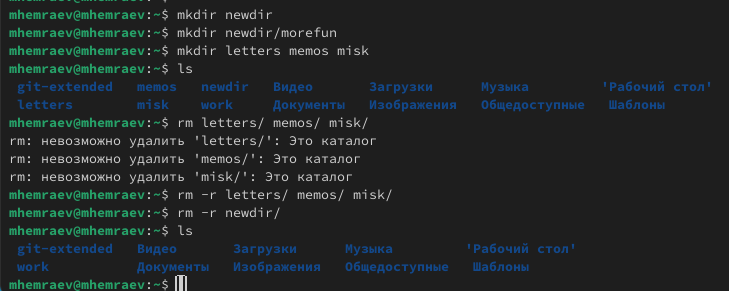 mhemraev@mhemraev:~$ mkdir newdir
mhemraev@mhemraev:~$ mkdir newdir/morefun
mhemraev@mhemraev:~$ mkdir letters memos misk
mhemraev@mhemraev:~$ ls
git-extended memos newdir Видео Загрузки Музыка 'Рабочий стол'
letters misk work Документы Изображения Общедоступные Шаблоны
mhemraev@mhemraev:~$ rm letters/ memos/ misk/
rm: невозможно удалить 'letters/': Это каталог
rm: невозможно удалить 'memos/': Это каталог
rm: невозможно удалить 'misk/': Это каталог
mhemraev@mhemraev:~$ rm -r letters/ memos/ misk/
mhemraev@mhemraev:~$ rm -r newdir/
mhemraev@mhemraev:~$ ls
git-extended Видео Загрузки Музыка 'Рабочий стол'
work Документы Изображения Общедоступные Шаблоны
mhemraev@mhemraev:~$